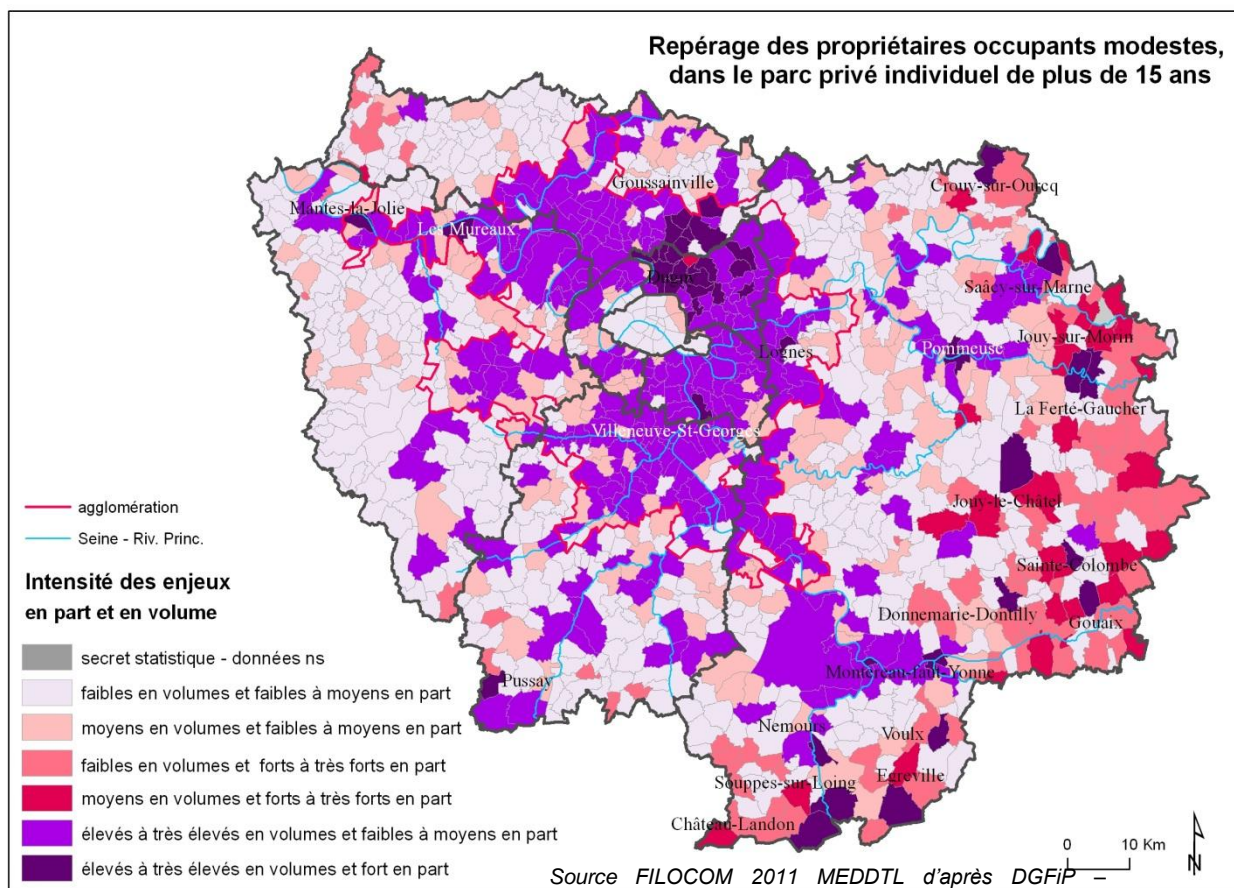 Repérage des propriétaires occupants modestes,
dans le parc privé individuel de plus de 15 ans
Goussainville
Crouy-sur-Ourcq
Mantes-la-Jolie
Les Mureaux
Dugny
Saâcy-sur-Marne
Jouy-sur-Morin
Pommeuse
Lognes
La Ferté-Gaucher
Villeneuve-St-Georges
Jouy-le-Châtel
Sainte-Colombe
Donnemarie-Dontilly
Gouaix
Montereau-faut-Yonne
Pussay
Nemours
Voulx
Souppes-sur-Loing
Egreville
Château-Landon
agglomération
Seine - Riv. Princ.
Intensité des enjeux
en part et en volume
secret statistique - données ns
faibles en volumes et faibles à moyens en part
moyens en volumes et faibles à moyens en part
faibles en volumes et forts à très forts en part
moyens en volumes et forts à très forts en part
élevés à très élevés en volumes et faibles à moyens en part
élevés à très élevés en volumes et fort en part
0 10 Km
N
Source FILOCOM 2011 MEDDTL d'après DGFiP –